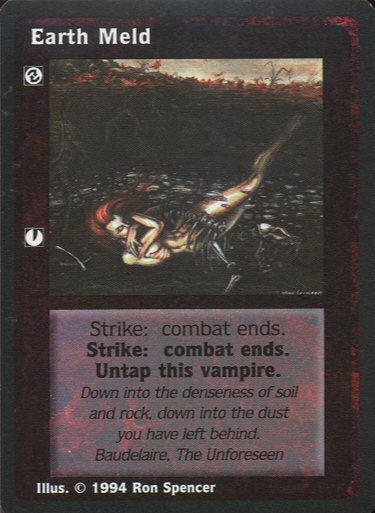 Earth Meld
Strike: combat ends.
Strike: combat ends.
Untap this vampire.
Down into the denseness of soil
and rock, down into the dust
you have left behind.
Baudelaire, The Unforeseen
Illus. © 1994 Ron Spencer